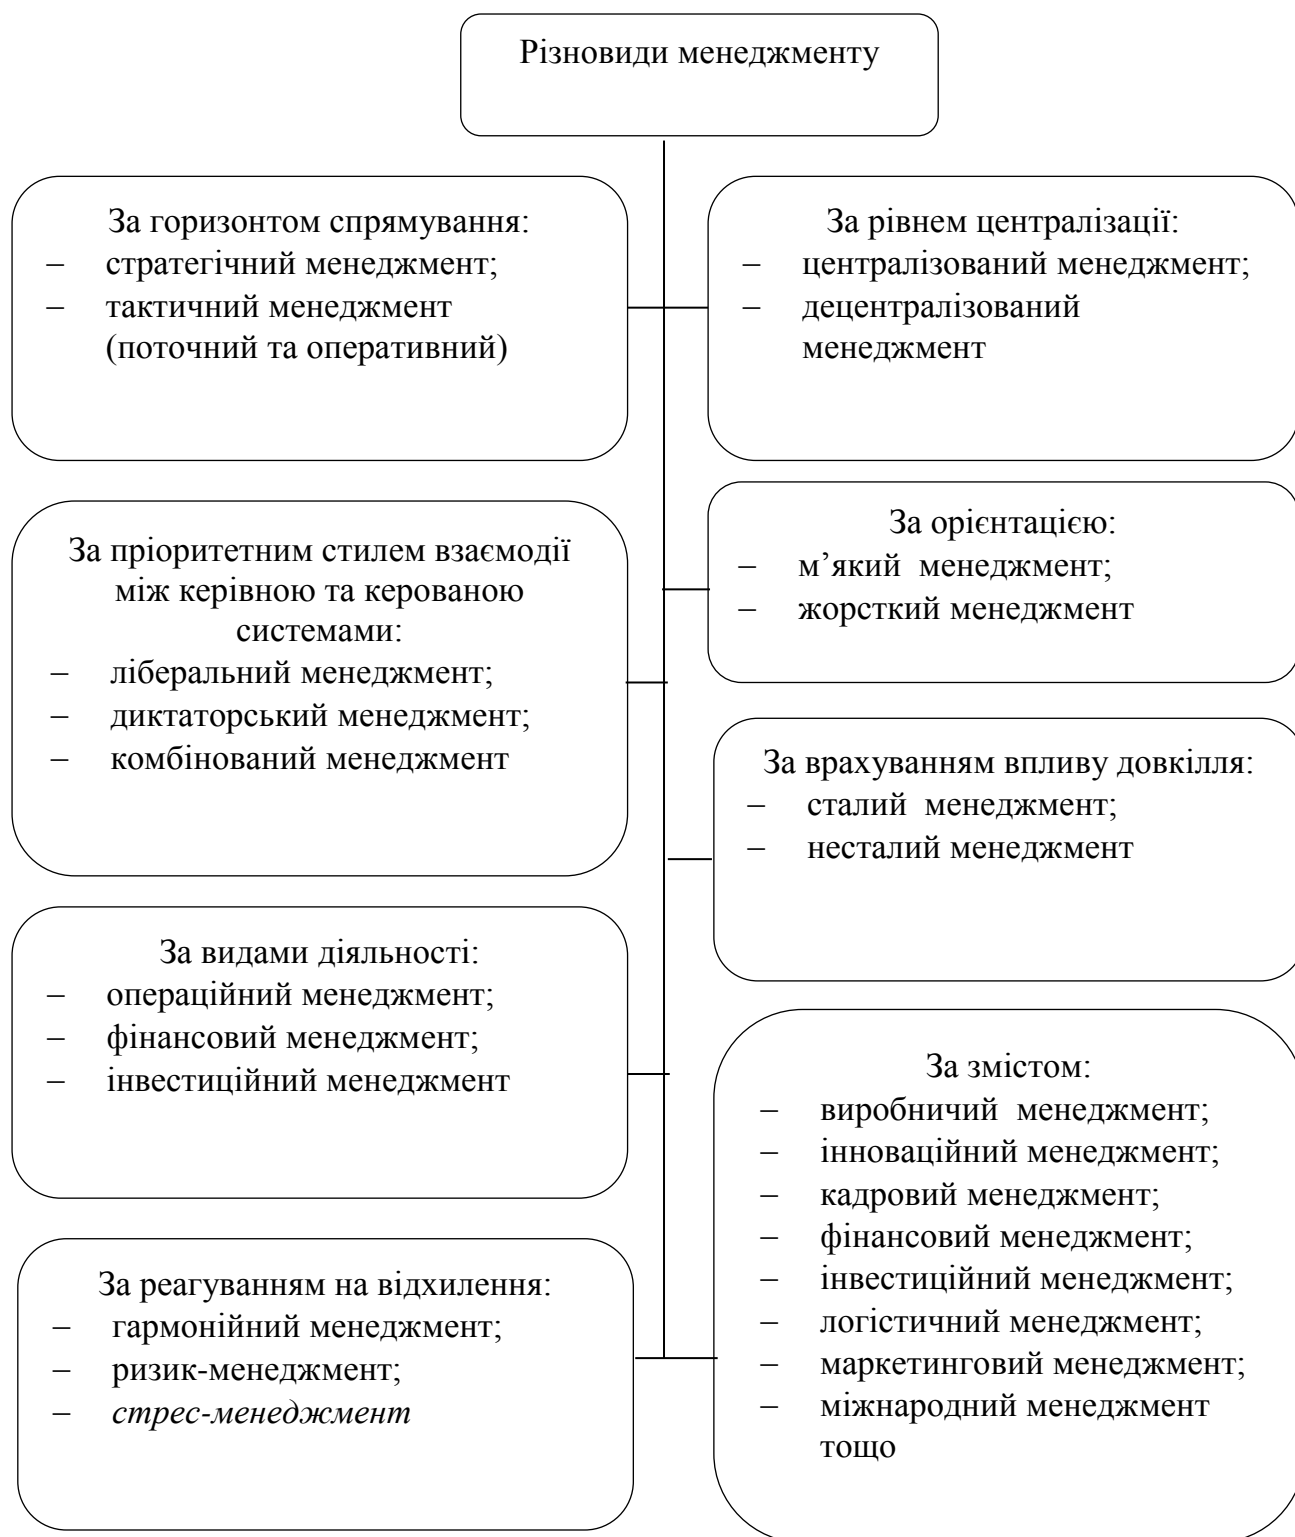 Різновиди менеджменту
За горизонтом спрямування:
– стратегічний менеджмент;
– тактичний менеджмент
(поточний та оперативний)
За рівнем централізації:
– централізований менеджмент;
– децентралізований
менеджмент
За пріоритетним стилем взаємодії
між керівною та керованою
системами:
– ліберальний менеджмент;
– диктаторський менеджмент;
– комбінований менеджмент
За орієнтацією:
– м’який менеджмент;
– жорсткий менеджмент
За врахуванням впливу довкілля:
– сталий менеджмент;
– несталий менеджмент
За видами діяльності:
– операційний менеджмент;
– фінансовий менеджмент;
– інвестиційний менеджмент
За змістом:
– виробничий менеджмент;
– інноваційний менеджмент;
– кадровий менеджмент;
– фінансовий менеджмент;
– інвестиційний менеджмент;
– логістичний менеджмент;
– маркетинговий менеджмент;
– міжнародний менеджмент
тощо
За реагуванням на відхилення:
– гармонійний менеджмент;
– ризик-менеджмент;
– стрес-менеджмент